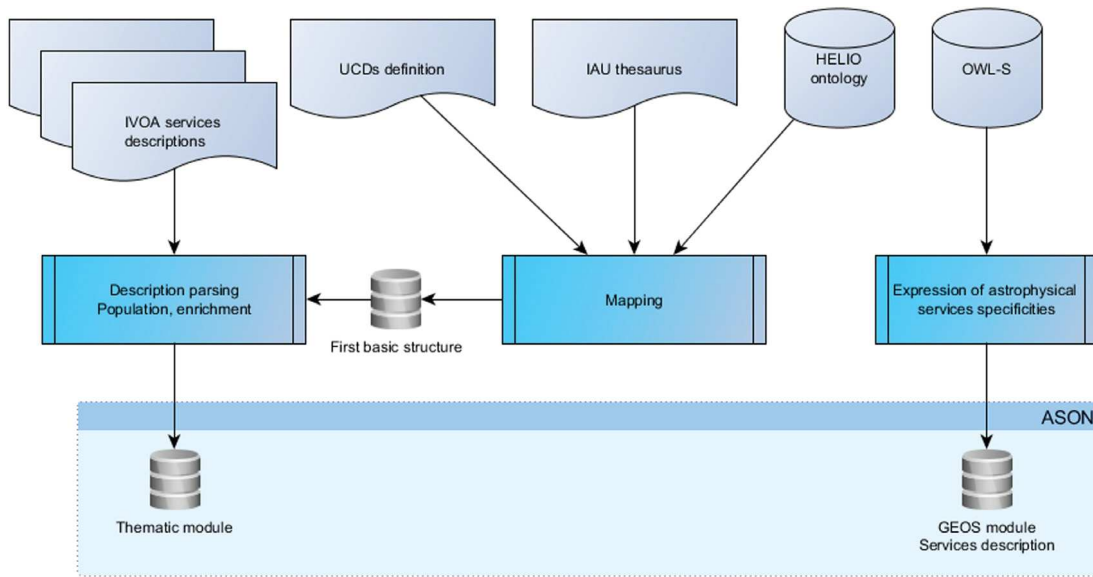 IVOA services
descriptions
UCDs definition
IAU thesaurus
HELIO
ontology
OWL-S
Description parsing
Population, enrichment
First basic structure
Mapping
Expression of astrophysical
services specificities
ASON
Thematic module
GEOS module
Services description